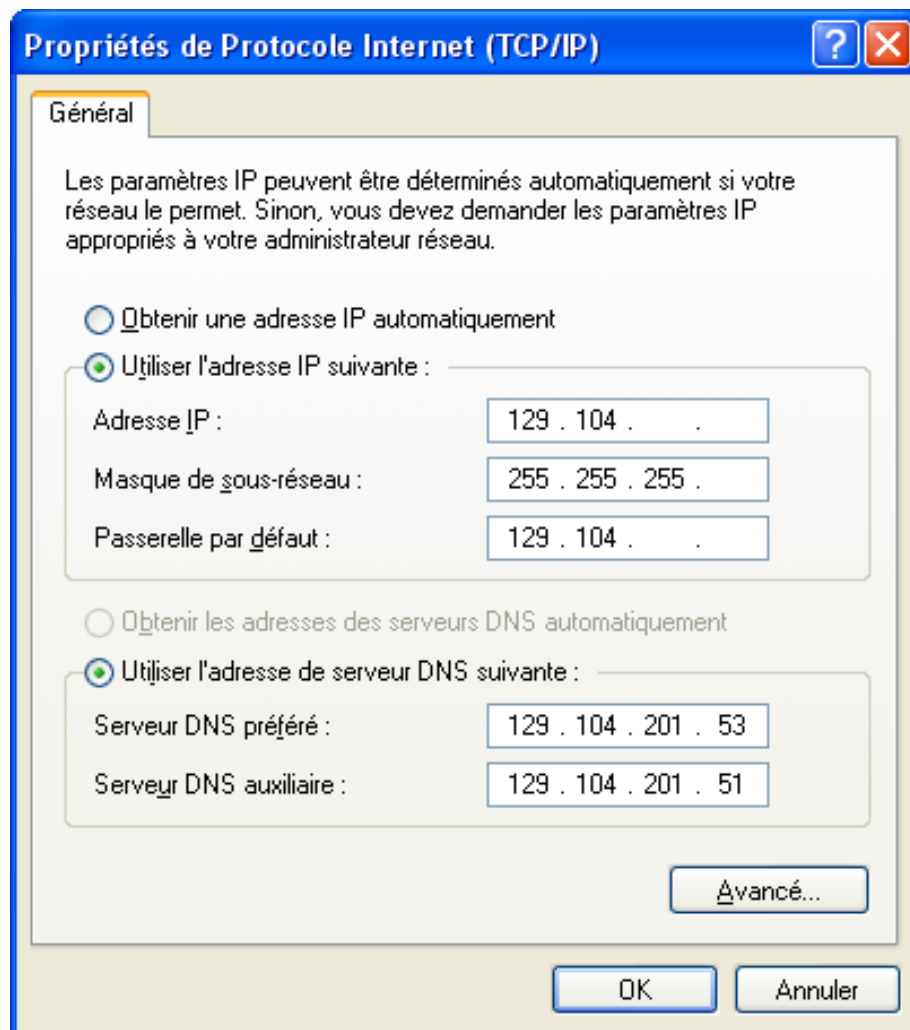 Propriétés de Protocole Internet (TCP/IP)
Général
Les paramètres IP peuvent être déterminés automatiquement si votre
réseau le permet. Sinon, vous devez demander les paramètres IP
appropriés à votre administrateur réseau.
Obtenir une adresse IP automatiquement
Utiliser l'adresse IP suivante :
Adresse IP : 129 . 104 . .
Masque de sous-réseau : 255 . 255 . 255 .
Passerelle par défaut : 129 . 104 . .
Obtenir les adresses des serveurs DNS automatiquement
Utiliser l'adresse de serveur DNS suivante :
Serveur DNS préféré : 129 . 104 . 201 . 53
Serveur DNS auxiliaire : 129 . 104 . 201 . 51
Avancé...
OK Annuler